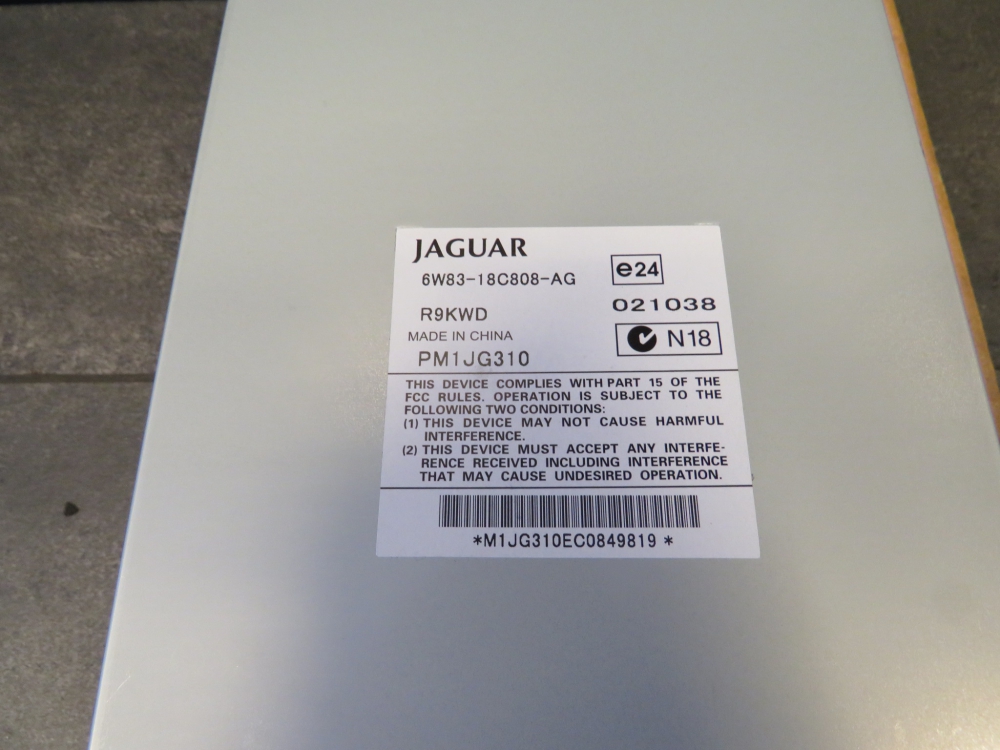 JAGUAR
6W83-18C808-AG
e24
R9KWD
021038
MADE IN CHINA
N18
PM1JG310
THIS DEVICE COMPLIES WITH PART 15 OF THE
FCC RULES. OPERATION IS SUBJECT TO THE
FOLLOWING TWO CONDITIONS:
(1) THIS DEVICE MAY NOT CAUSE HARMFUL
INTERFERENCE.
(2) THIS DEVICE MUST ACCEPT ANY INTERFE-
RENCE RECEIVED INCLUDING INTERFERENCE
THAT MAY CAUSE UNDESIRED OPERATION.
*M1JG310EC0849819 *